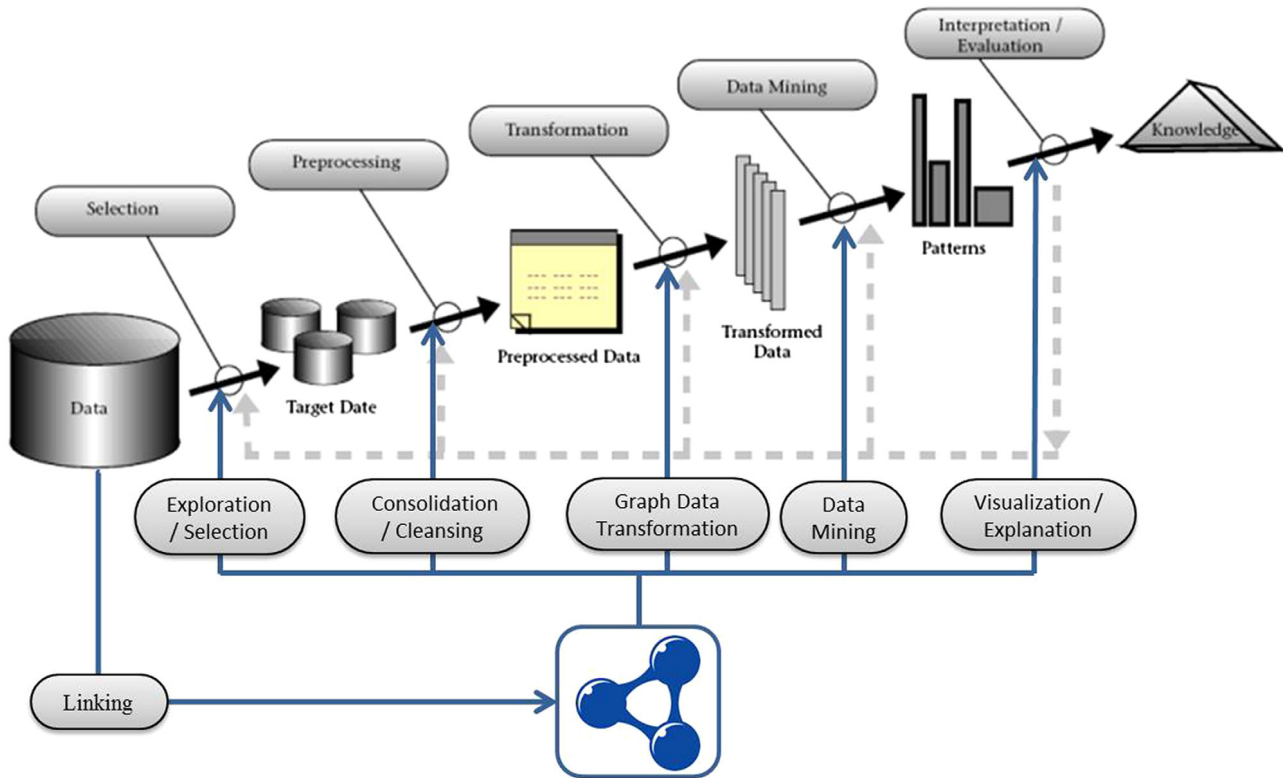 Interpretation /
Evaluation
Data Mining
Transformation
Preprocessing
Selection
Knowledge
Patterns
Transformed
Data
Preprocessed Data
Target Date
Data
Exploration
/ Selection
Consolidation
/ Cleansing
Graph Data
Transformation
Data
Mining
Visualization /
Explanation
Linking